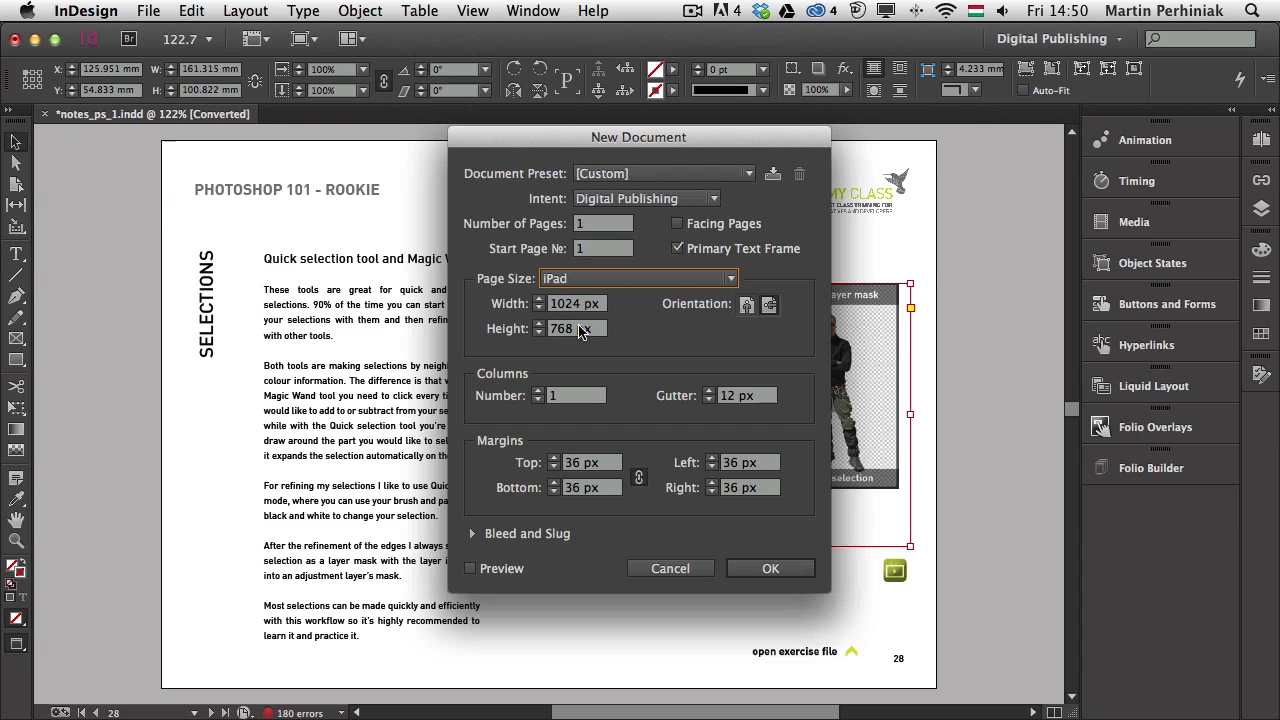 InDesign File Edit Layout Type Object Table View Window Help 4 4 Fri 14:50 Martin Perhiniak
Id Br 122.7 Digital Publishing
X: 125.951 mm W: 161.315 mm 100% 0° 0 pt fx. 4.233 mm
Y: 54.833 mm H: 100.822 mm 100% 0° P 100% Auto-Fit
*notes_ps_1.indd @ 122% [Converted]
New Document
Document Preset: [Custom]
Intent: Digital Publishing
Number of Pages: 1 Facing Pages
Start Page №: 1 Primary Text Frame
Page Size: iPad
Width: 1024 px Orientation:
Height: 768 px
Columns
Number: 1 Gutter: 12 px
Margins
Top: 36 px Left: 36 px
Bottom: 36 px Right: 36 px
Bleed and Slug
Preview Cancel OK
PHOTOSHOP 101 - ROOKIE
MY CLASS
SELECTIONS
Quick selection tool and Magic W
These tools are great for quick and
selections. 90% of the time you can start
your selections with them and then refin
with other tools.
Both tools are making selections by neighb
colour information. The difference is that w
Magic Wand tool you need to click every ti
would like to add to or subtract from your se
while with the Quick selection tool you're
draw around the part you would like to sel
it expands the selection automatically on th
For refining my selections I like to use Quic
mode, where you can use your brush and pa
black and white to change your selection.
After the refinement of the edges I always s
selection as a layer mask with the layer i
into an adjustment layer's mask.
Most selections can be made quickly and efficiently
with this workflow so it's highly recommended to
learn it and practice it.
ayer mask
selection
open exercise file
28
Animation
Timing
Media
Object States
Buttons and Forms
Hyperlinks
Liquid Layout
Folio Overlays
Folio Builder
28 180 errors